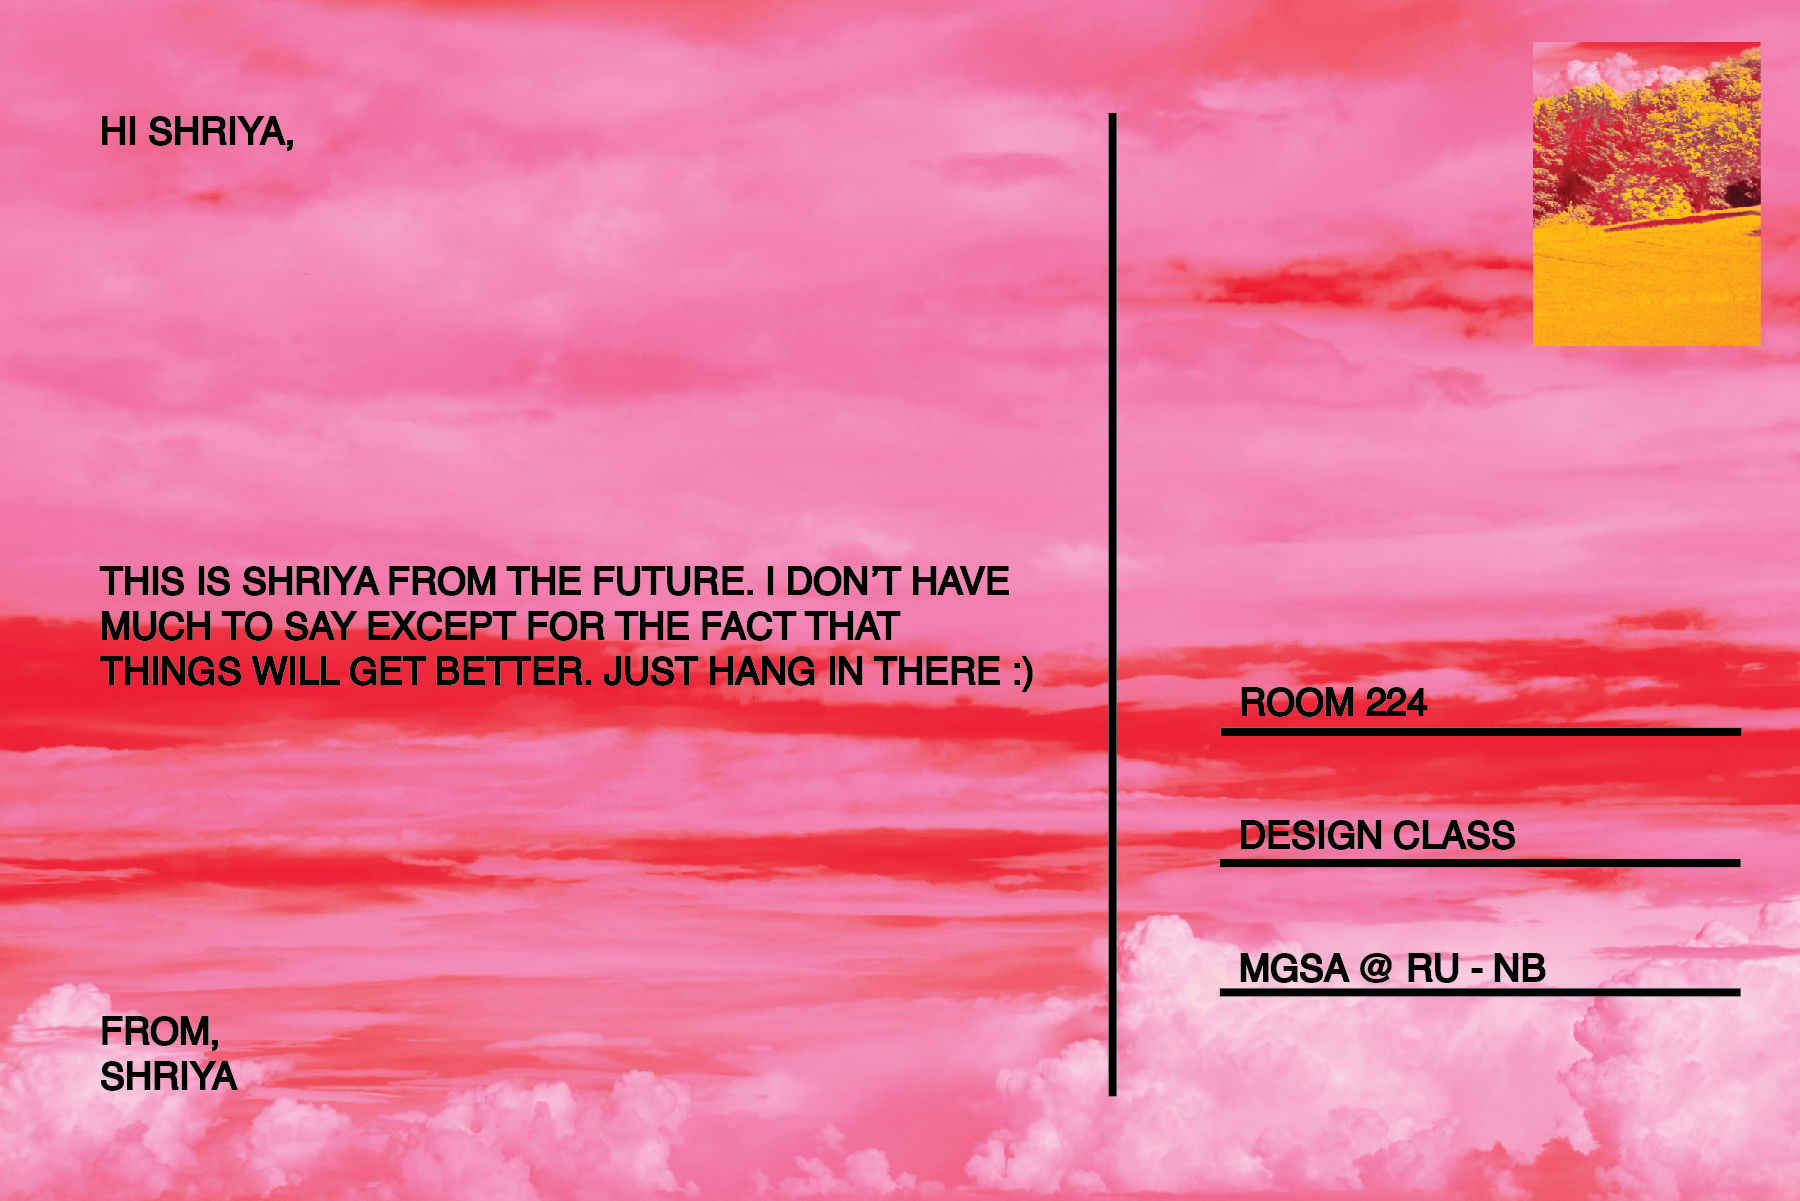 HI SHRIYA,
THIS IS SHRIYA FROM THE FUTURE. I DON’T HAVE
MUCH TO SAY EXCEPT FOR THE FACT THAT
THINGS WILL GET BETTER. JUST HANG IN THERE :)
FROM,
SHRIYA
ROOM 224
DESIGN CLASS
MGSA @ RU - NB